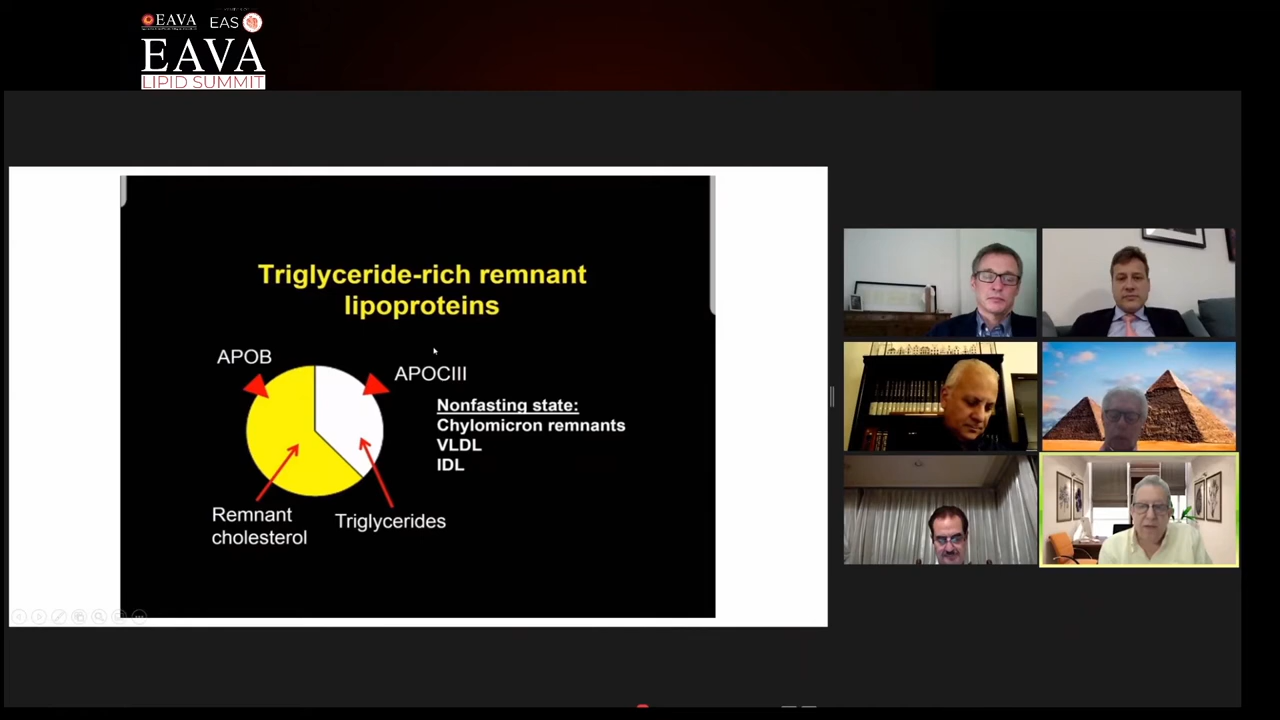 EAVA
EAS
EAVA
LIPID SUMMIT
Triglyceride-rich remnant
lipoproteins
APOB
APOCIII
Nonfasting state:
Chylomicron remnants
VLDL
IDL
Remnant
cholesterol
Triglycerides